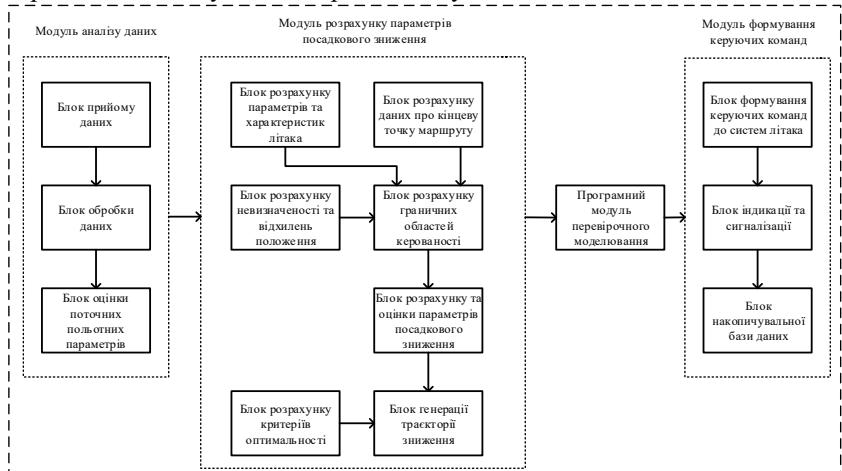 Модуль аналізу даних
Блок прийому
даних
Блок обробки
даних
Блок оцінки
поточних
польотних
параметрів
Модуль розрахунку параметрів
посадкового зниження
Блок розрахунку
параметрів та
характеристик
літака
Блок розрахунку
даних про кінцеву
точку маршруту
Блок розрахунку
невизначеності та
відхилень
положення
Блок розрахунку
граничних
областей
керованості
Блок розрахунку та
оцінки параметрів
посадкового
зниження
Блок розрахунку
критеріїв
оптимальності
Блок генерації
траєкторії
зниження
Програмний
модуль
перевірочного
моделювання
Модуль формування
керуючих команд
Блок формування
керуючих команд
до систем літака
Блок індикації та
сигналізації
Блок
накопичувальної
бази даних